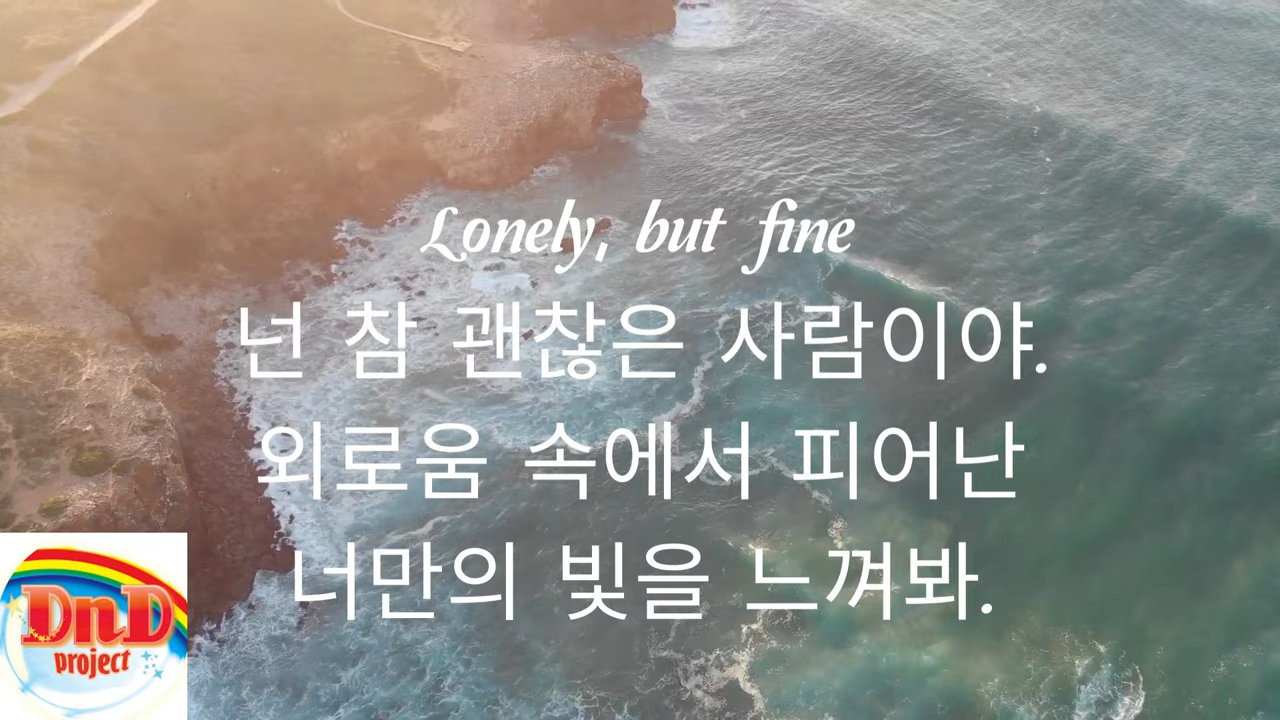 Lonely, but fine
넌 참 괜찮은 사람이야.
외로움 속에서 피어난
너만의 빛을 느껴봐.
DnD
project